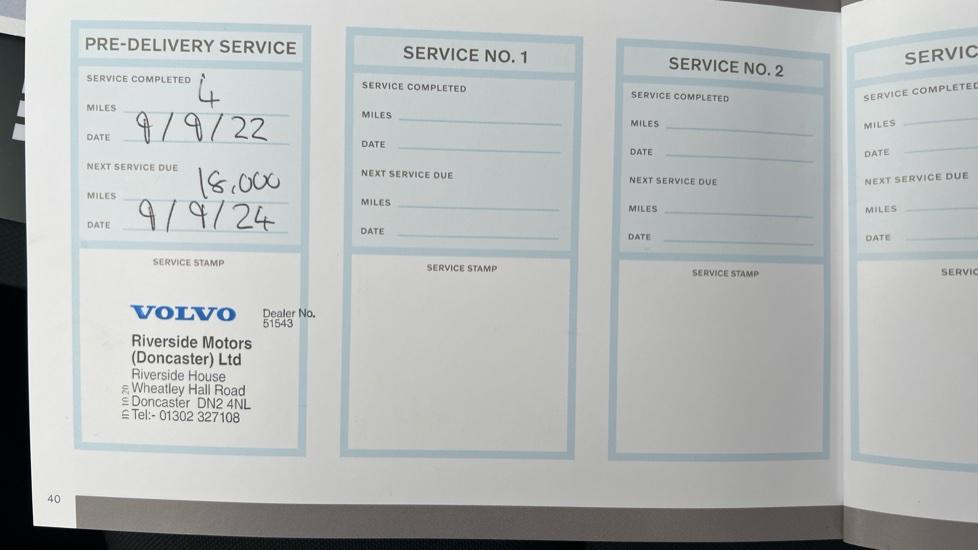 PRE-DELIVERY SERVICE
SERVICE COMPLETED
MILES 4
DATE 9/9/22
NEXT SERVICE DUE
MILES 18,000
DATE 9/9/24
SERVICE STAMP
VOLVO
Dealer No.
51543
Riverside Motors
(Doncaster) Ltd
Riverside House
Wheatley Hall Road
Doncaster DN2 4NL
Tel:- 01302 327108
ID 10 20
SERVICE NO. 1
SERVICE COMPLETED
MILES
DATE
NEXT SERVICE DUE
MILES
DATE
SERVICE STAMP
SERVICE NO. 2
SERVICE COMPLETED
MILES
DATE
NEXT SERVICE DUE
MILES
DATE
SERVICE STAMP
SERVIC
SERVICE COMPLETED
MILES
DATE
NEXT SERVICE DUE
MILES
DATE
SERVIC
40